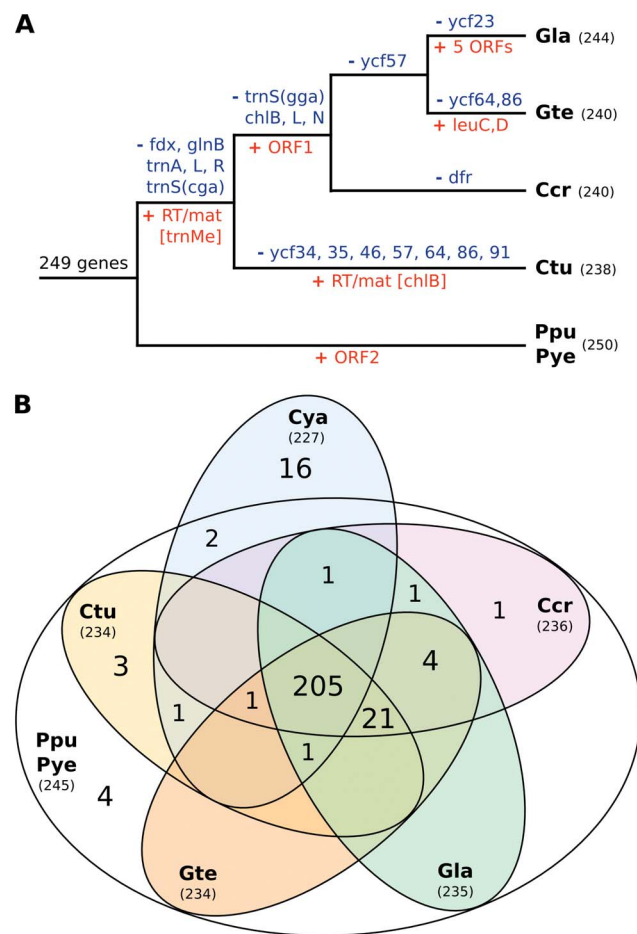 A
- ycf23
Gla (244)
+ 5 ORFs
- ycf57
- ycf64,86
Gte (240)
+ leuC,D
- trnS(gga)
chlB, L, N
+ ORF1
- dfr
Ccr (240)
- fdx, glnB
trnA, L, R
trnS(cga)
+ RT/mat
[trnMe]
249 genes
- ycf34, 35, 46, 57, 64, 86, 91
Ctu (238)
+ RT/mat [chlB]
Ppu
Pye (250)
+ ORF2
B
Cya
(227)
16
2
1
1
1
Ccr
(236)
Ctu
(234)
3
4
205
1
1
21
1
Ppu
Pye
(245)
4
Gte
(234)
Gla
(235)